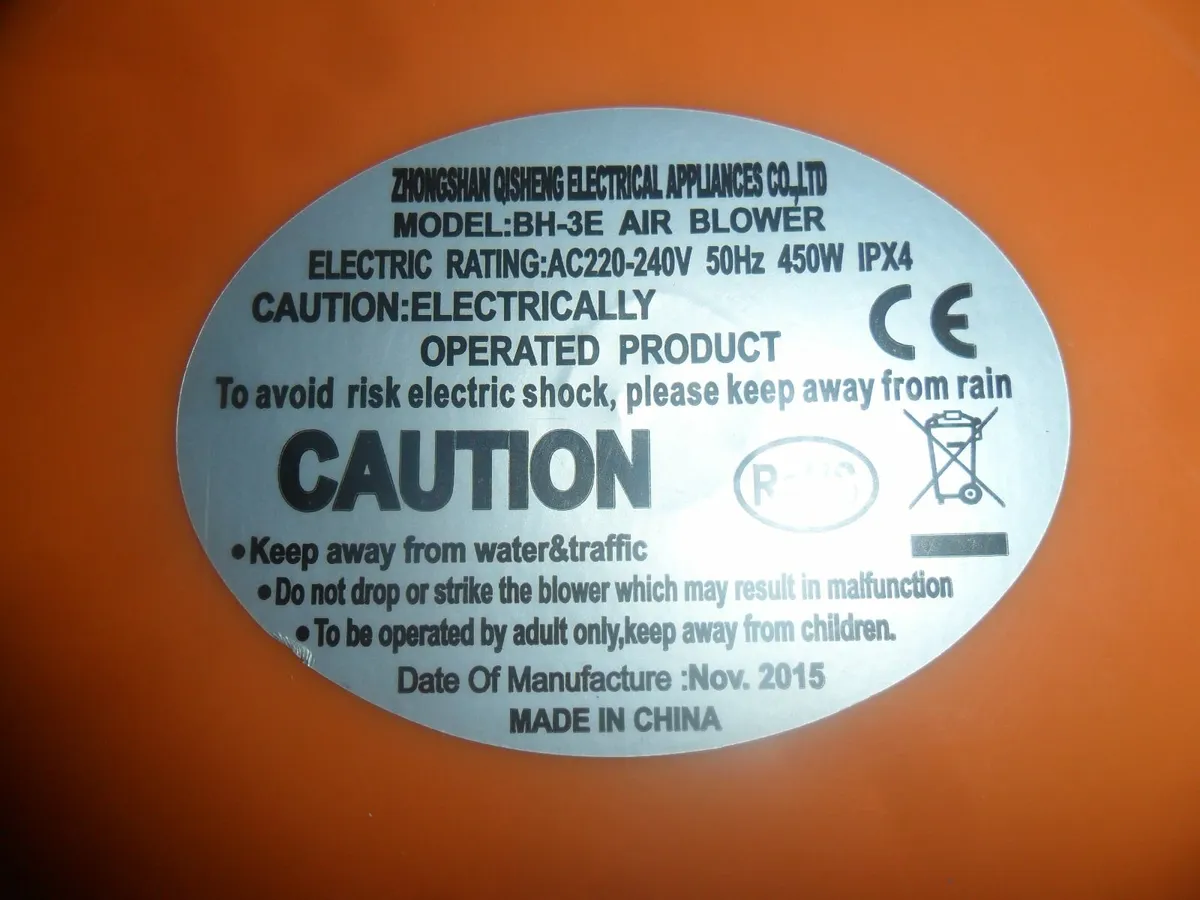 ZHONGSHAN QISHENG ELECTRICAL APPLIANCES CO.,LTD
MODEL:BH-3E AIR BLOWER
ELECTRIC RATING:AC220-240V 50Hz 450W IPX4
CAUTION:ELECTRICALLY
OPERATED PRODUCT
CE
To avoid risk electric shock, please keep away from rain
CAUTION
RoHS
•Keep away from water&traffic
•Do not drop or strike the blower which may result in malfunction
•To be operated by adult only,keep away from children.
Date Of Manufacture :Nov. 2015
MADE IN CHINA